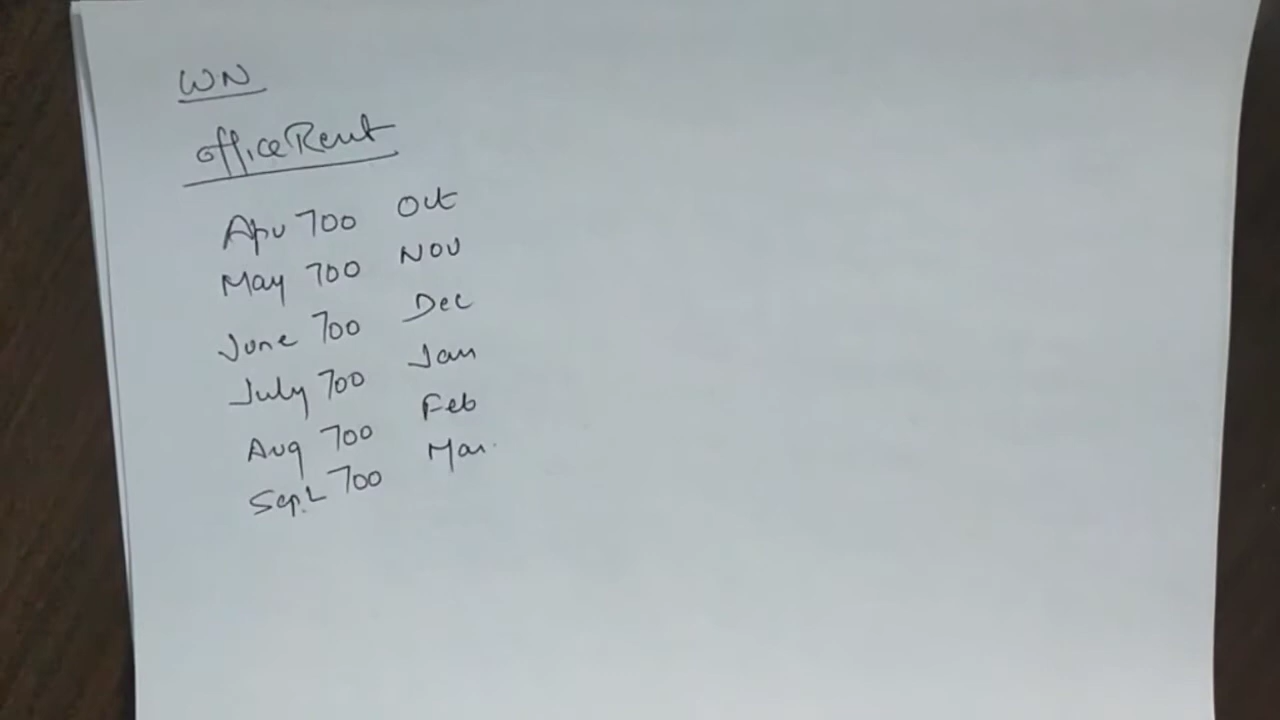 WN
office Rent
Apr 700 Oct
May 700 Nov
June 700 Dec
July 700 Jan
Aug 700 Feb
Sept 700 Mar